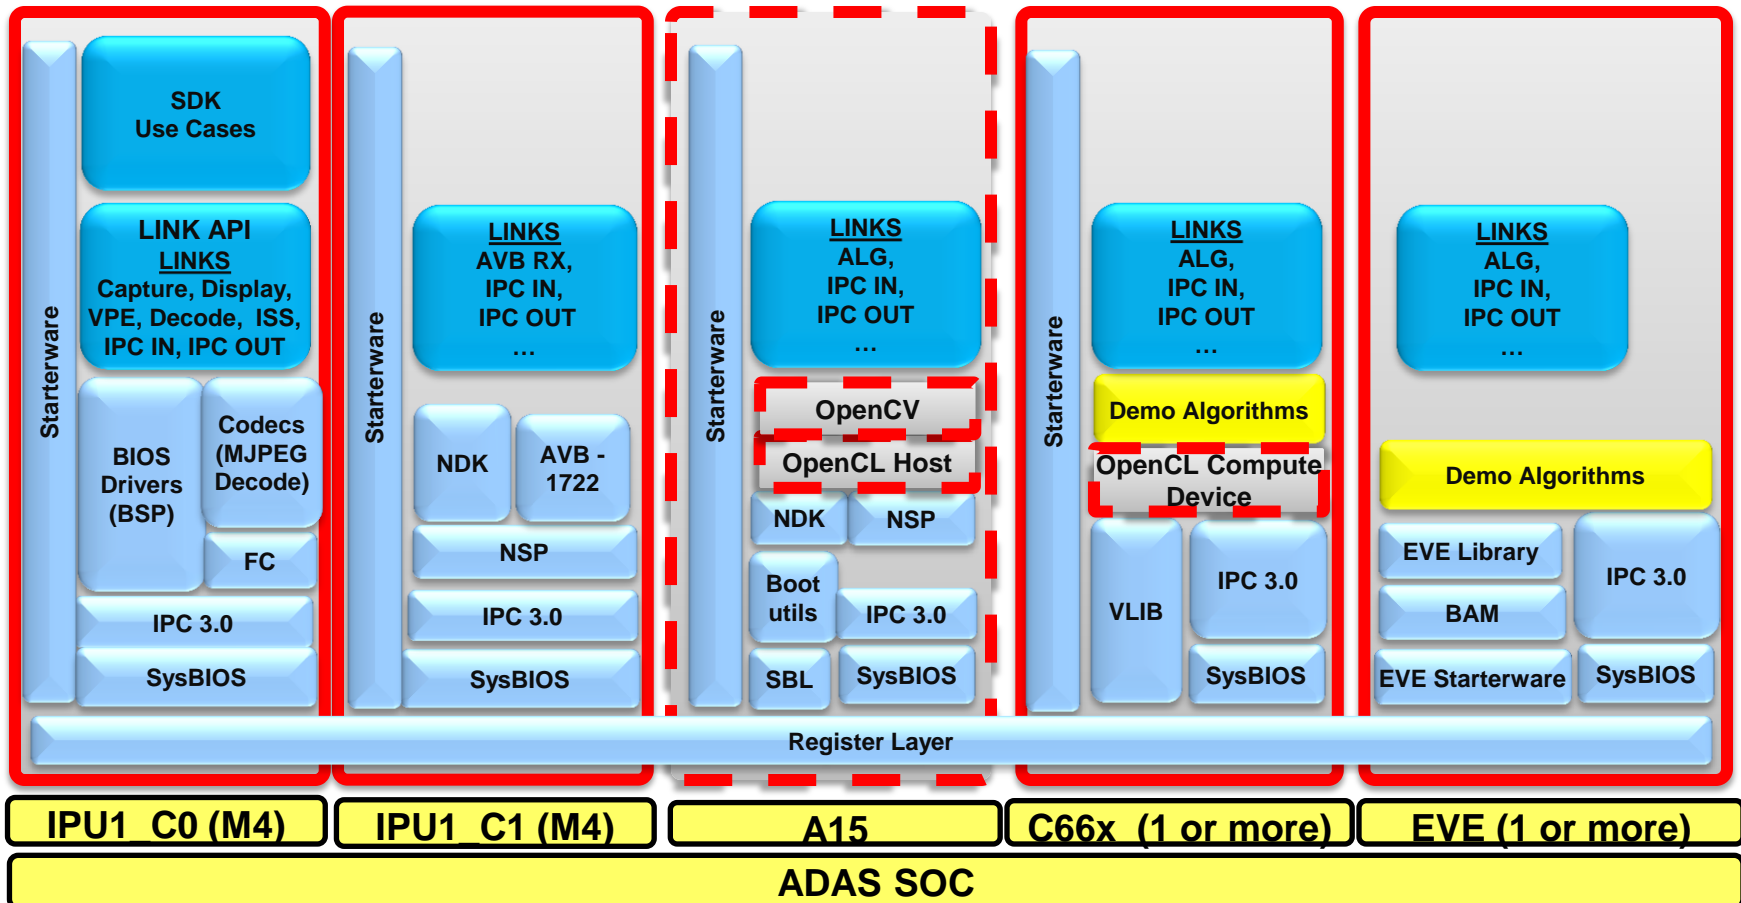 Starterware
SDK
Use Cases
LINK API
LINKS
Capture, Display,
VPE, Decode, ISS,
IPC IN, IPC OUT
BIOS
Drivers
(BSP)
Codecs
(MJPEG
Decode)
FC
IPC 3.0
SysBIOS
Starterware
LINKS
AVB RX,
IPC IN,
IPC OUT
...
NDK
AVB -
1722
NSP
IPC 3.0
SysBIOS
Starterware
LINKS
ALG,
IPC IN,
IPC OUT
...
OpenCV
OpenCL Host
NDK
NSP
Boot
utils
IPC 3.0
SBL
SysBIOS
Starterware
LINKS
ALG,
IPC IN,
IPC OUT
...
Demo Algorithms
OpenCL Compute
Device
VLIB
IPC 3.0
SysBIOS
LINKS
ALG,
IPC IN,
IPC OUT
...
Demo Algorithms
EVE Library
IPC 3.0
BAM
EVE Starterware
SysBIOS
Register Layer
IPU1_C0 (M4)
IPU1_C1 (M4)
A15
C66x (1 or more)
EVE (1 or more)
ADAS SOC